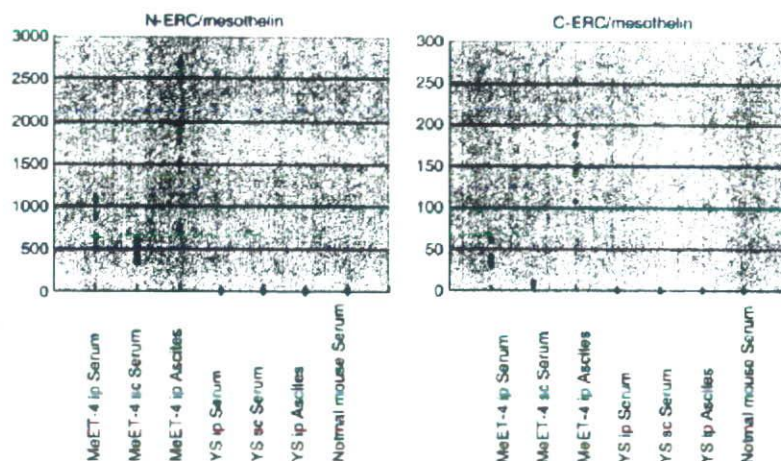 N-ERC/mesothelin
3000
2500
2000
1500
1000
500
0
MeET-4 ip Serum
MeET-4 sc Serum
MeET-4 ip Ascites
YS ip Serum
YS sc Serum
YS ip Ascites
Normal mouse Serum
C-ERC/mesothelin
300
250
200
150
100
50
0
MeET-4 ip Serum
MeET-4 sc Serum
MeET-4 ip Ascites
YS ip Serum
YS sc Serum
YS ip Ascites
Normal mouse Serum